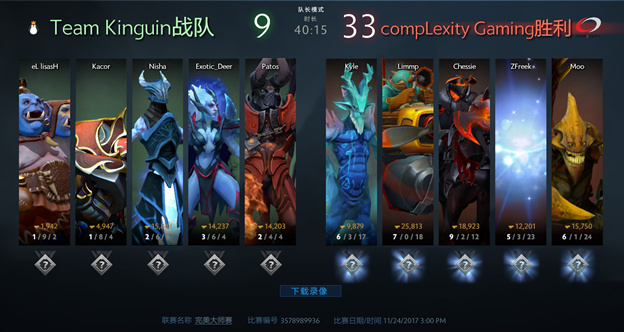 Team Kinguin战队
9
队长模式
时长
40:15
33
compLexity Gaming胜利
eL lisasH
Kacor
Nisha
Exotic_Deer
Patos
Kyle
Limmp
Chessie
ZFreek
Moo
1,942
4,947
14,237
14,203
9,879
25,813
18,923
12,201
15,750
1 / 9 / 2
1 / 8 / 4
3 / 6 / 4
2 / 4 / 4
6 / 3 / 17
7 / 0 / 18
9 / 2 / 12
5 / 3 / 23
6 / 1 / 24
下载录像
联赛名称 完美大师赛 比赛编号 3578989936 比赛日期/时间 11/24/2017 3:00 PM